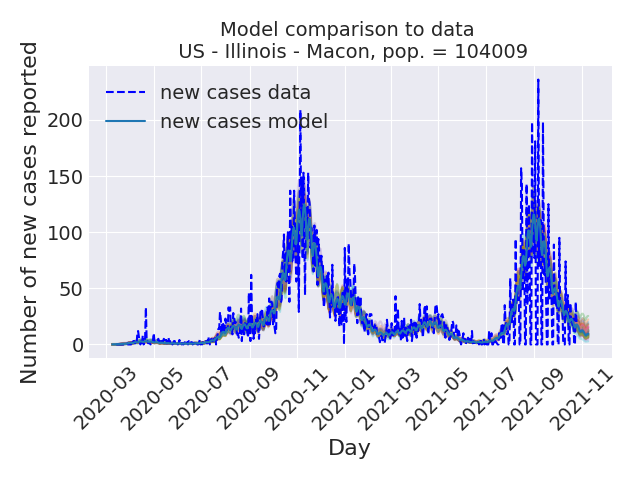 Model comparison to data
US - Illinois - Macon, pop. = 104009
Number of new cases reported
new cases data
new cases model
200
150
100
50
0
2020-03
2020-05
2020-07
2020-09
2020-11
2021-01
2021-03
2021-05
2021-07
2021-09
2021-11
Day